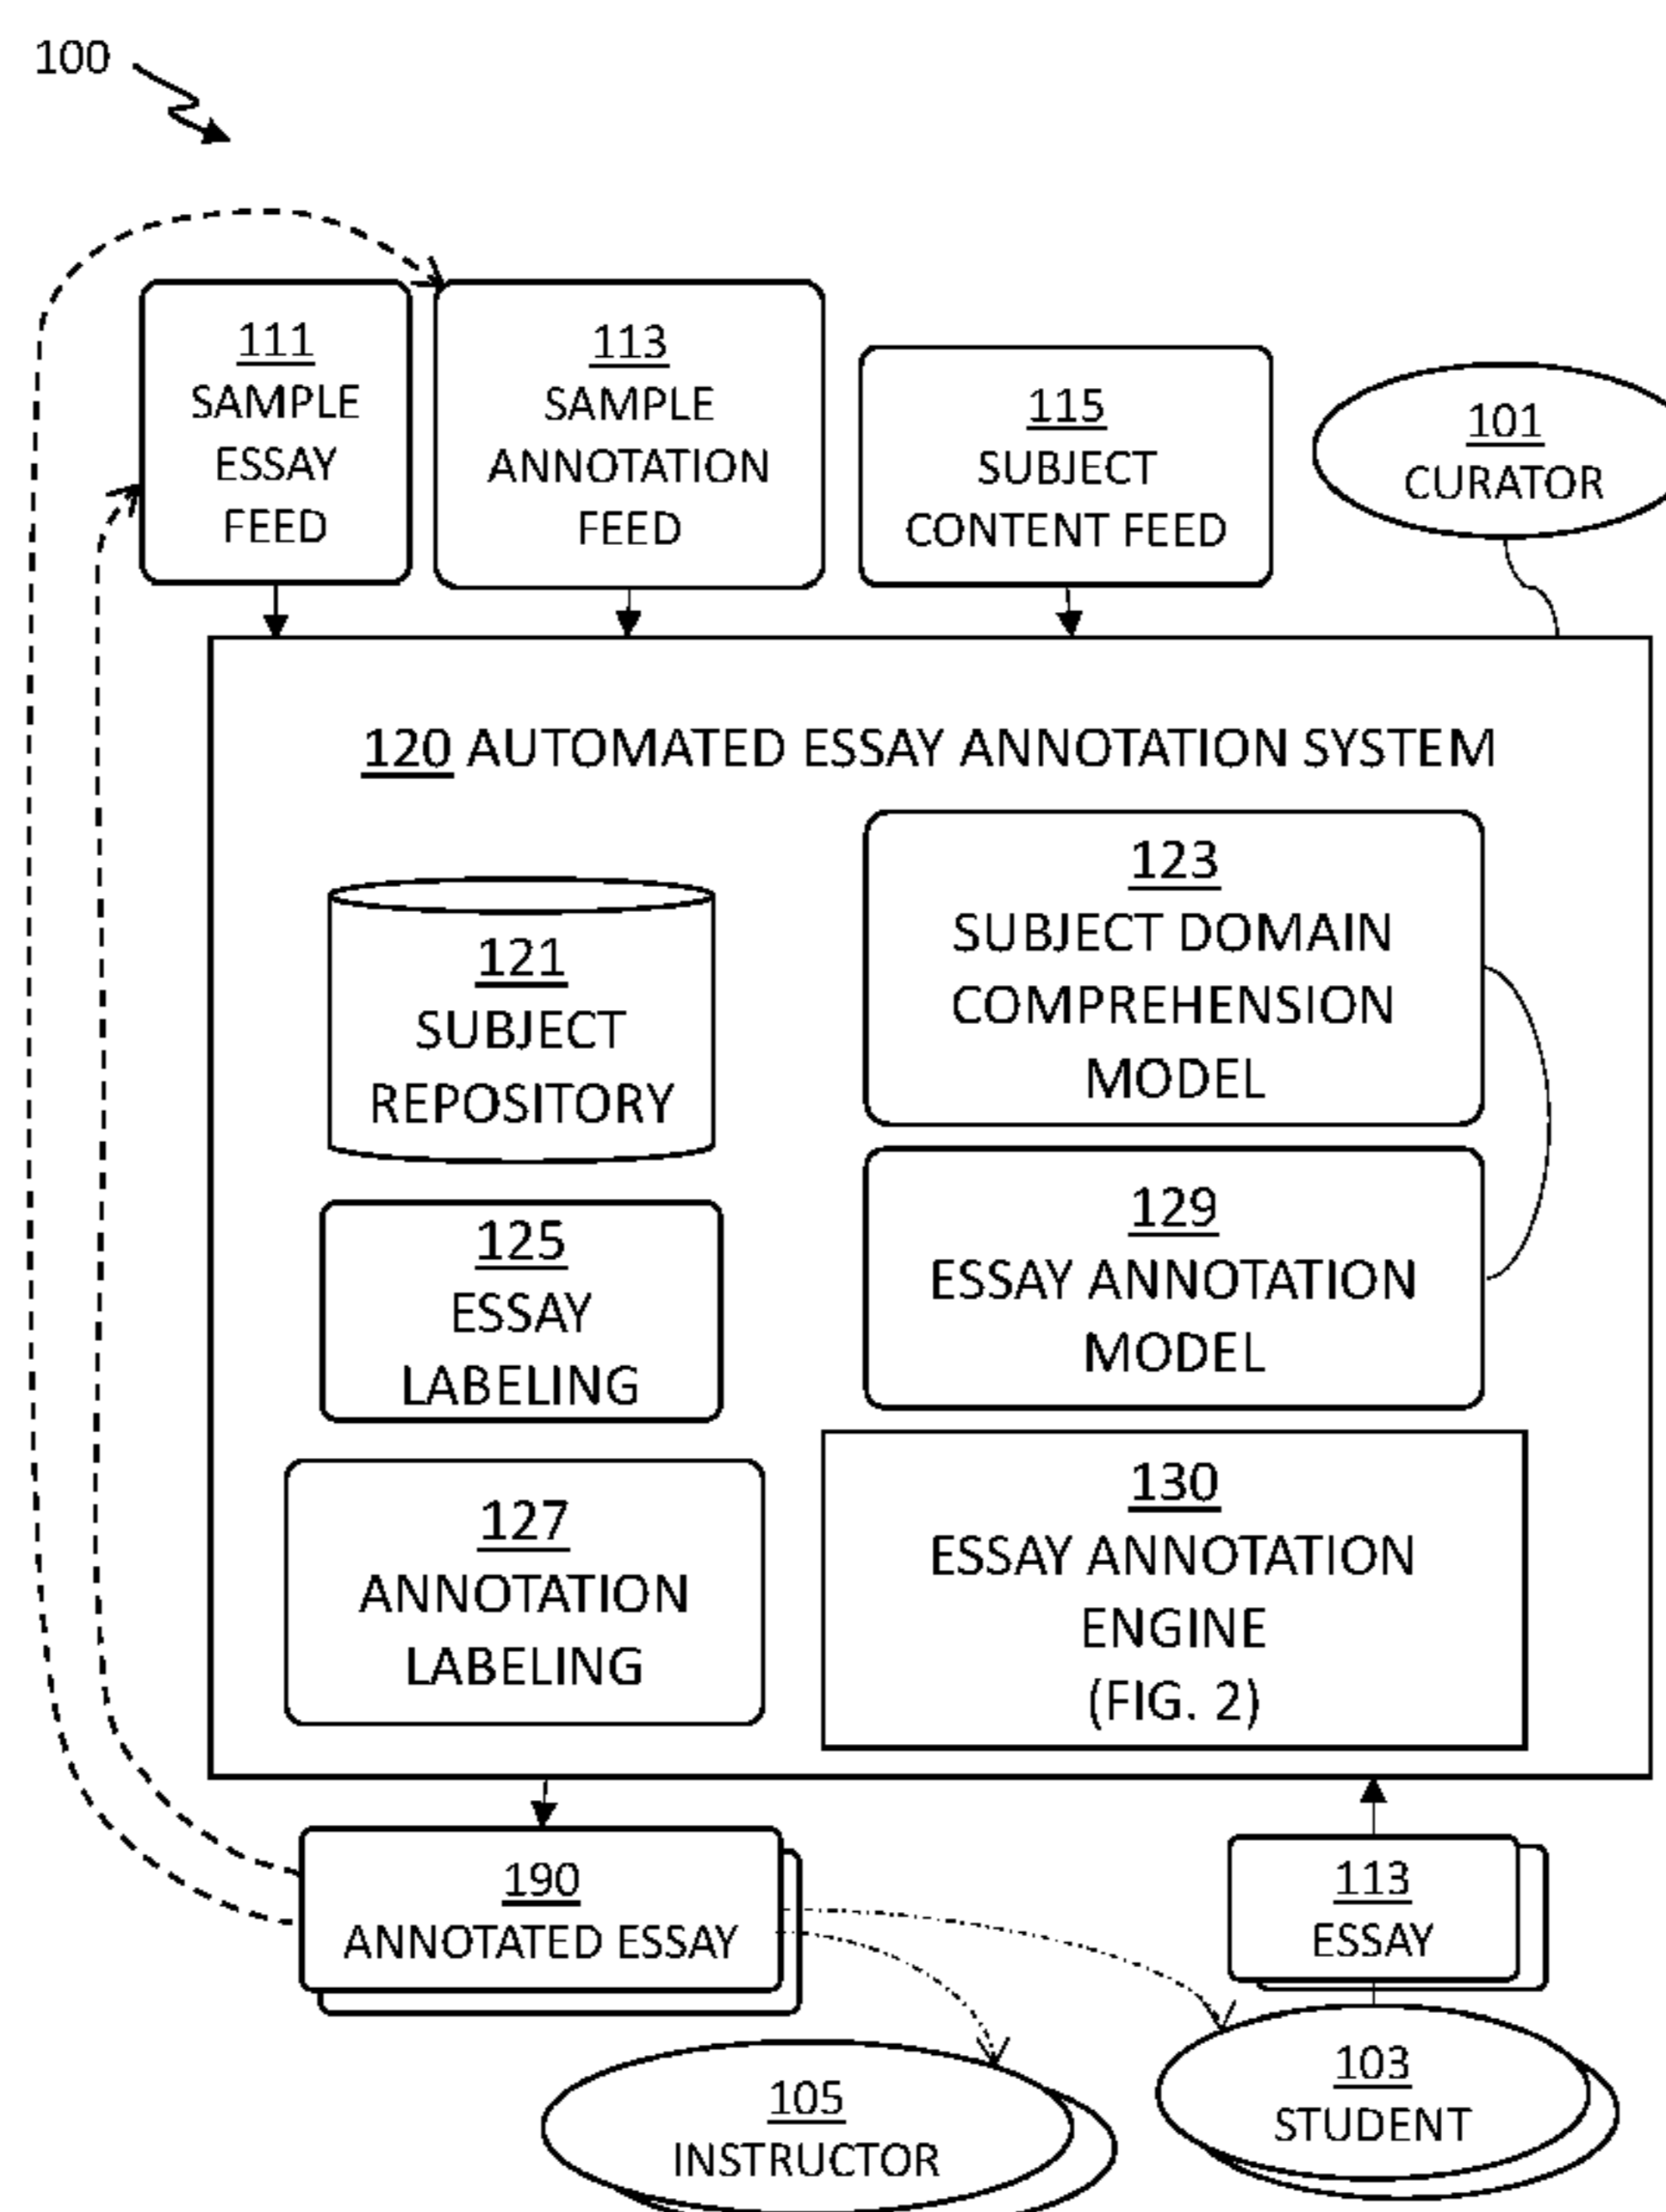 100
111
SAMPLE
ESSAY
FEED
113
SAMPLE
ANNOTATION
FEED
115
SUBJECT
CONTENT FEED
101
CURATOR
120 AUTOMATED ESSAY ANNOTATION SYSTEM
121
SUBJECT
REPOSITORY
123
SUBJECT DOMAIN
COMPREHENSION
MODEL
125
ESSAY
LABELING
129
ESSAY ANNOTATION
MODEL
127
ANNOTATION
LABELING
130
ESSAY ANNOTATION
ENGINE
(FIG. 2)
190
ANNOTATED ESSAY
113
ESSAY
105
INSTRUCTOR
103
STUDENT